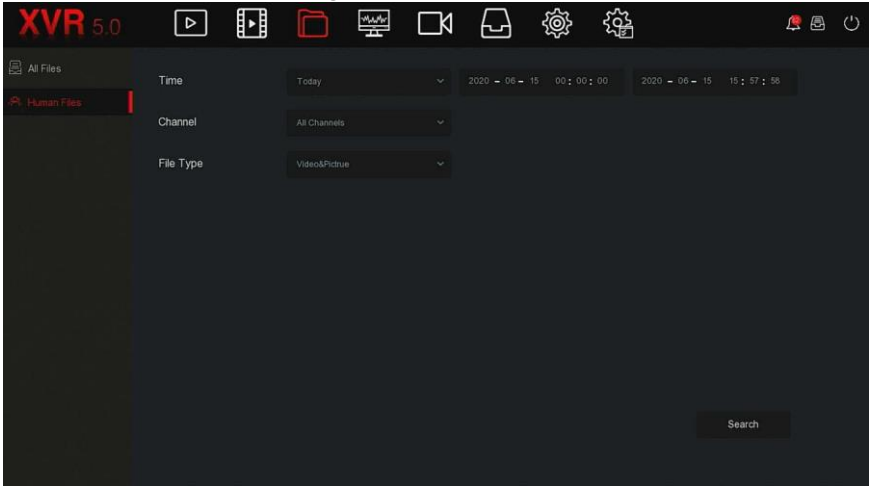 XVR 5.0
All Files
Human Files
Time Today 2020 - 06 - 15 00 : 00 : 00 2020 - 06 - 15 15 : 57 : 58
Channel All Channels
File Type Video&Pictrue
Search